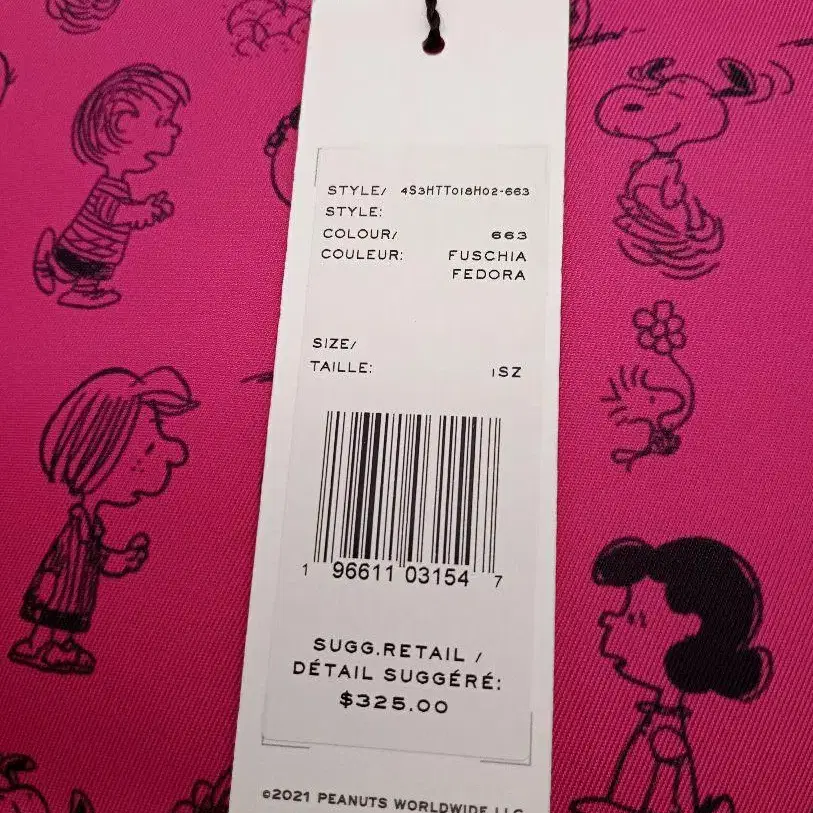 STYLE/ 4S3HTT018H02-663
STYLE:
COLOUR/ 663
COULEUR: FUSCHIA
FEDORA
SIZE/
TAILLE: 1SZ
1 96611 03154 7
SUGG.RETAIL /
DÉTAIL SUGGÉRÉ:
$325.00
©2021 PEANUTS WORLDWIDE LLC